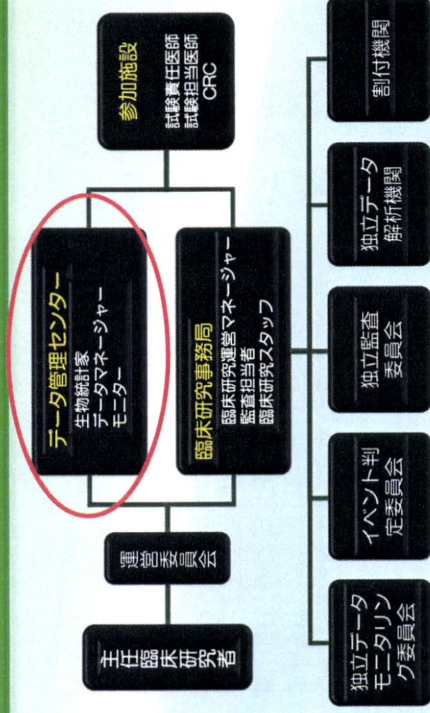 主任臨床研究者
運営委員会
データ管理センター
生物統計家
データマネージャー
モニター
臨床研究事務局
臨床研究運営マネージャー
監査担当者
臨床研究スタッフ
参加施設
試験責任医師
試験担当医師
CRC
独立データ
モニタリン
グ委員会
イベント判
定委員会
独立監査
委員会
独立データ
解析機関
割付機関